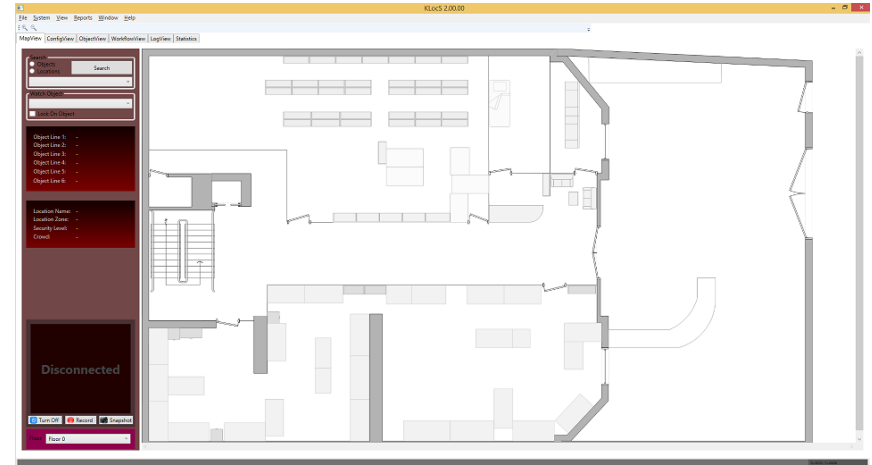 KLocS 2.00.00
File System View Reports Window Help
MapView ConfigView ObjectView WorkflowView LogView Statistics
Search
Objects
Locations
Search
Watch Object
Lock On Object
Object Line 1: -
Object Line 2: -
Object Line 3: -
Object Line 4: -
Object Line 5: -
Object Line 6: -
Location Name: -
Location Zone: -
Security Level: -
Crowd: -
Disconnected
Turn Off Record Snapshot
Floor Floor 0